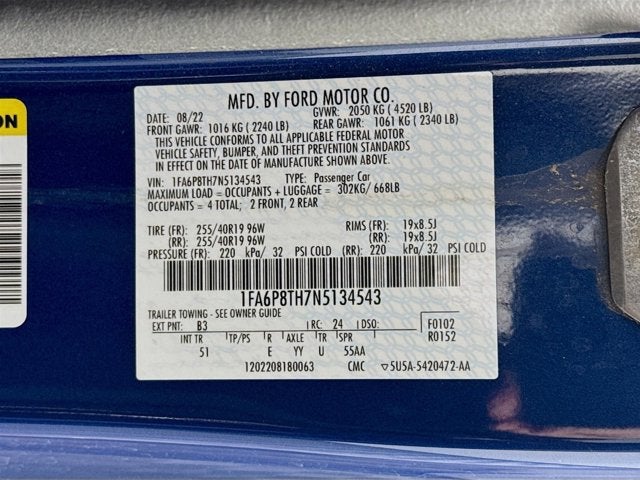 ON
MFD. BY FORD MOTOR CO.
DATE: 08/22 GVWR: 2050 KG (4520 LB)
FRONT GAWR: 1016 KG (2240 LB) REAR GAWR: 1061 KG (2340 LB)
THIS VEHICLE CONFORMS TO ALL APPLICABLE FEDERAL MOTOR
VEHICLE SAFETY, BUMPER, AND THEFT PREVENTION STANDARDS
IN EFFECT ON THE DATE OF MANUFACTURE SHOWN ABOVE.
VIN: 1FA6P8TH7N5134543 TYPE: Passenger Car
MAXIMUM LOAD = OCCUPANTS + LUGGAGE = 302KG/668LB
OCCUPANTS = 4 TOTAL; 2 FRONT, 2 REAR
TIRE (FR): 255/40R19 96W RIMS (FR): 19x8.5J
(RR): 255/40R19 96W (RR): 19x8.5J
PRESSURE (FR): 220 kPa/ 32 PSI COLD (RR): 220 kPa/32 PSI COLD
1FA6P8TH7N5134543
TRAILER TOWING - SEE OWNER GUIDE
EXT PNT: B3 RC: 24 DSO: F0102
INT TR TP/PS R AXLE TR SPR R0152
51 E YY U 55AA
1202208180063 CMC ▽5U5A-5420472-AA